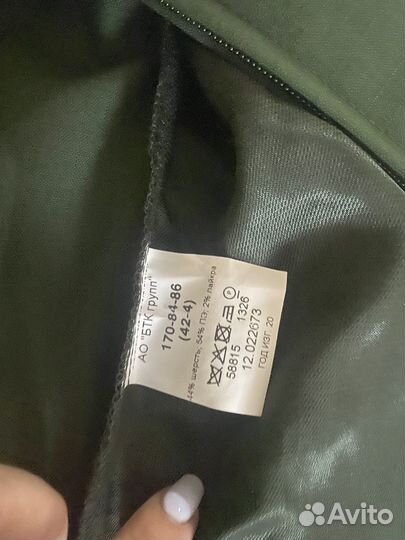 АО "БТК групп"
170-84-86
(42-4)
44% шерсть; 54% ПЭ; 2% лайкра
58815 1326
12.022673
ГОД ИЗГ. 20
Avito